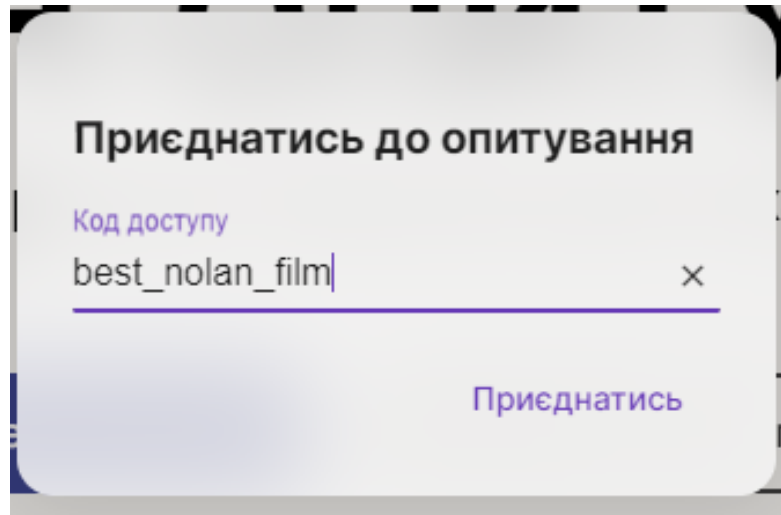 Приєднатись до опитування
Код доступу
best_nolan_film
Приєднатись